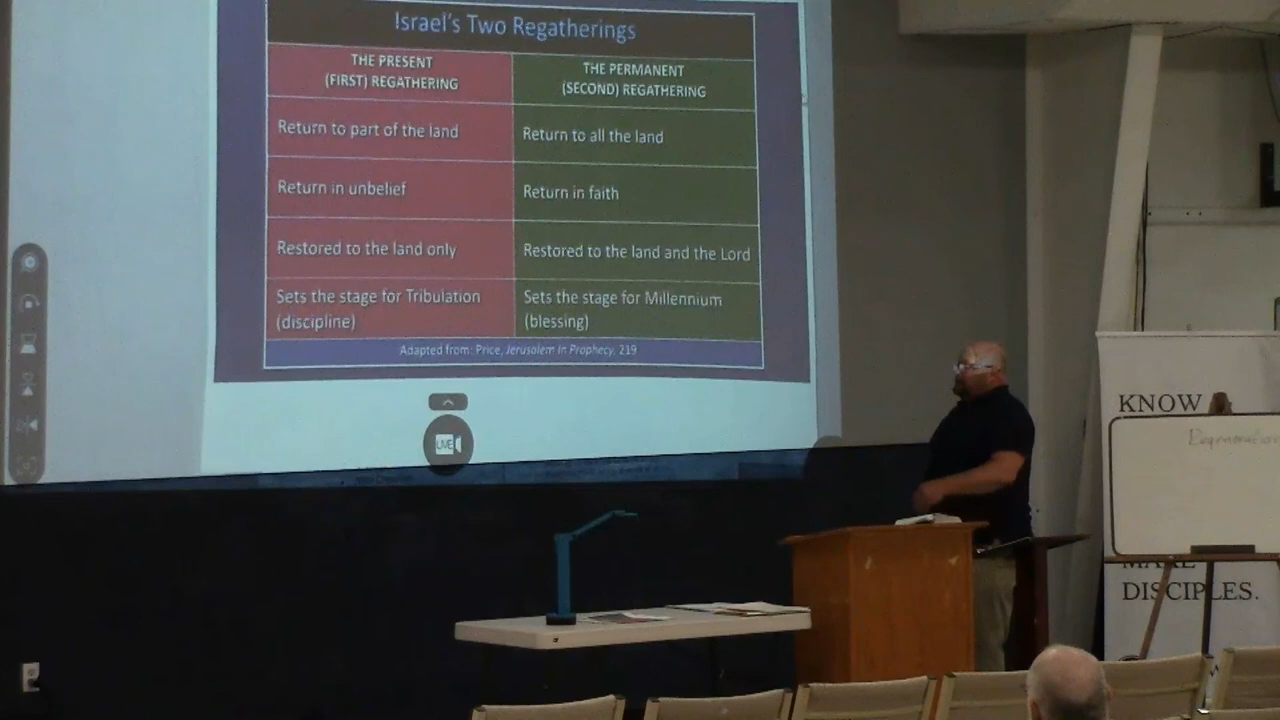 Israel's Two Regatherings
THE PRESENT
(FIRST) REGATHERING
THE PERMANENT
(SECOND) REGATHERING
Return to part of the land
Return to all the land
Return in unbelief
Return in faith
Restored to the land only
Restored to the land and the Lord
Sets the stage for Tribulation
(discipline)
Sets the stage for Millennium
(blessing)
Adapted from: Price, Jerusalem in Prophecy, 219
LIVE
KNOW
MAKE
DISCIPLES.